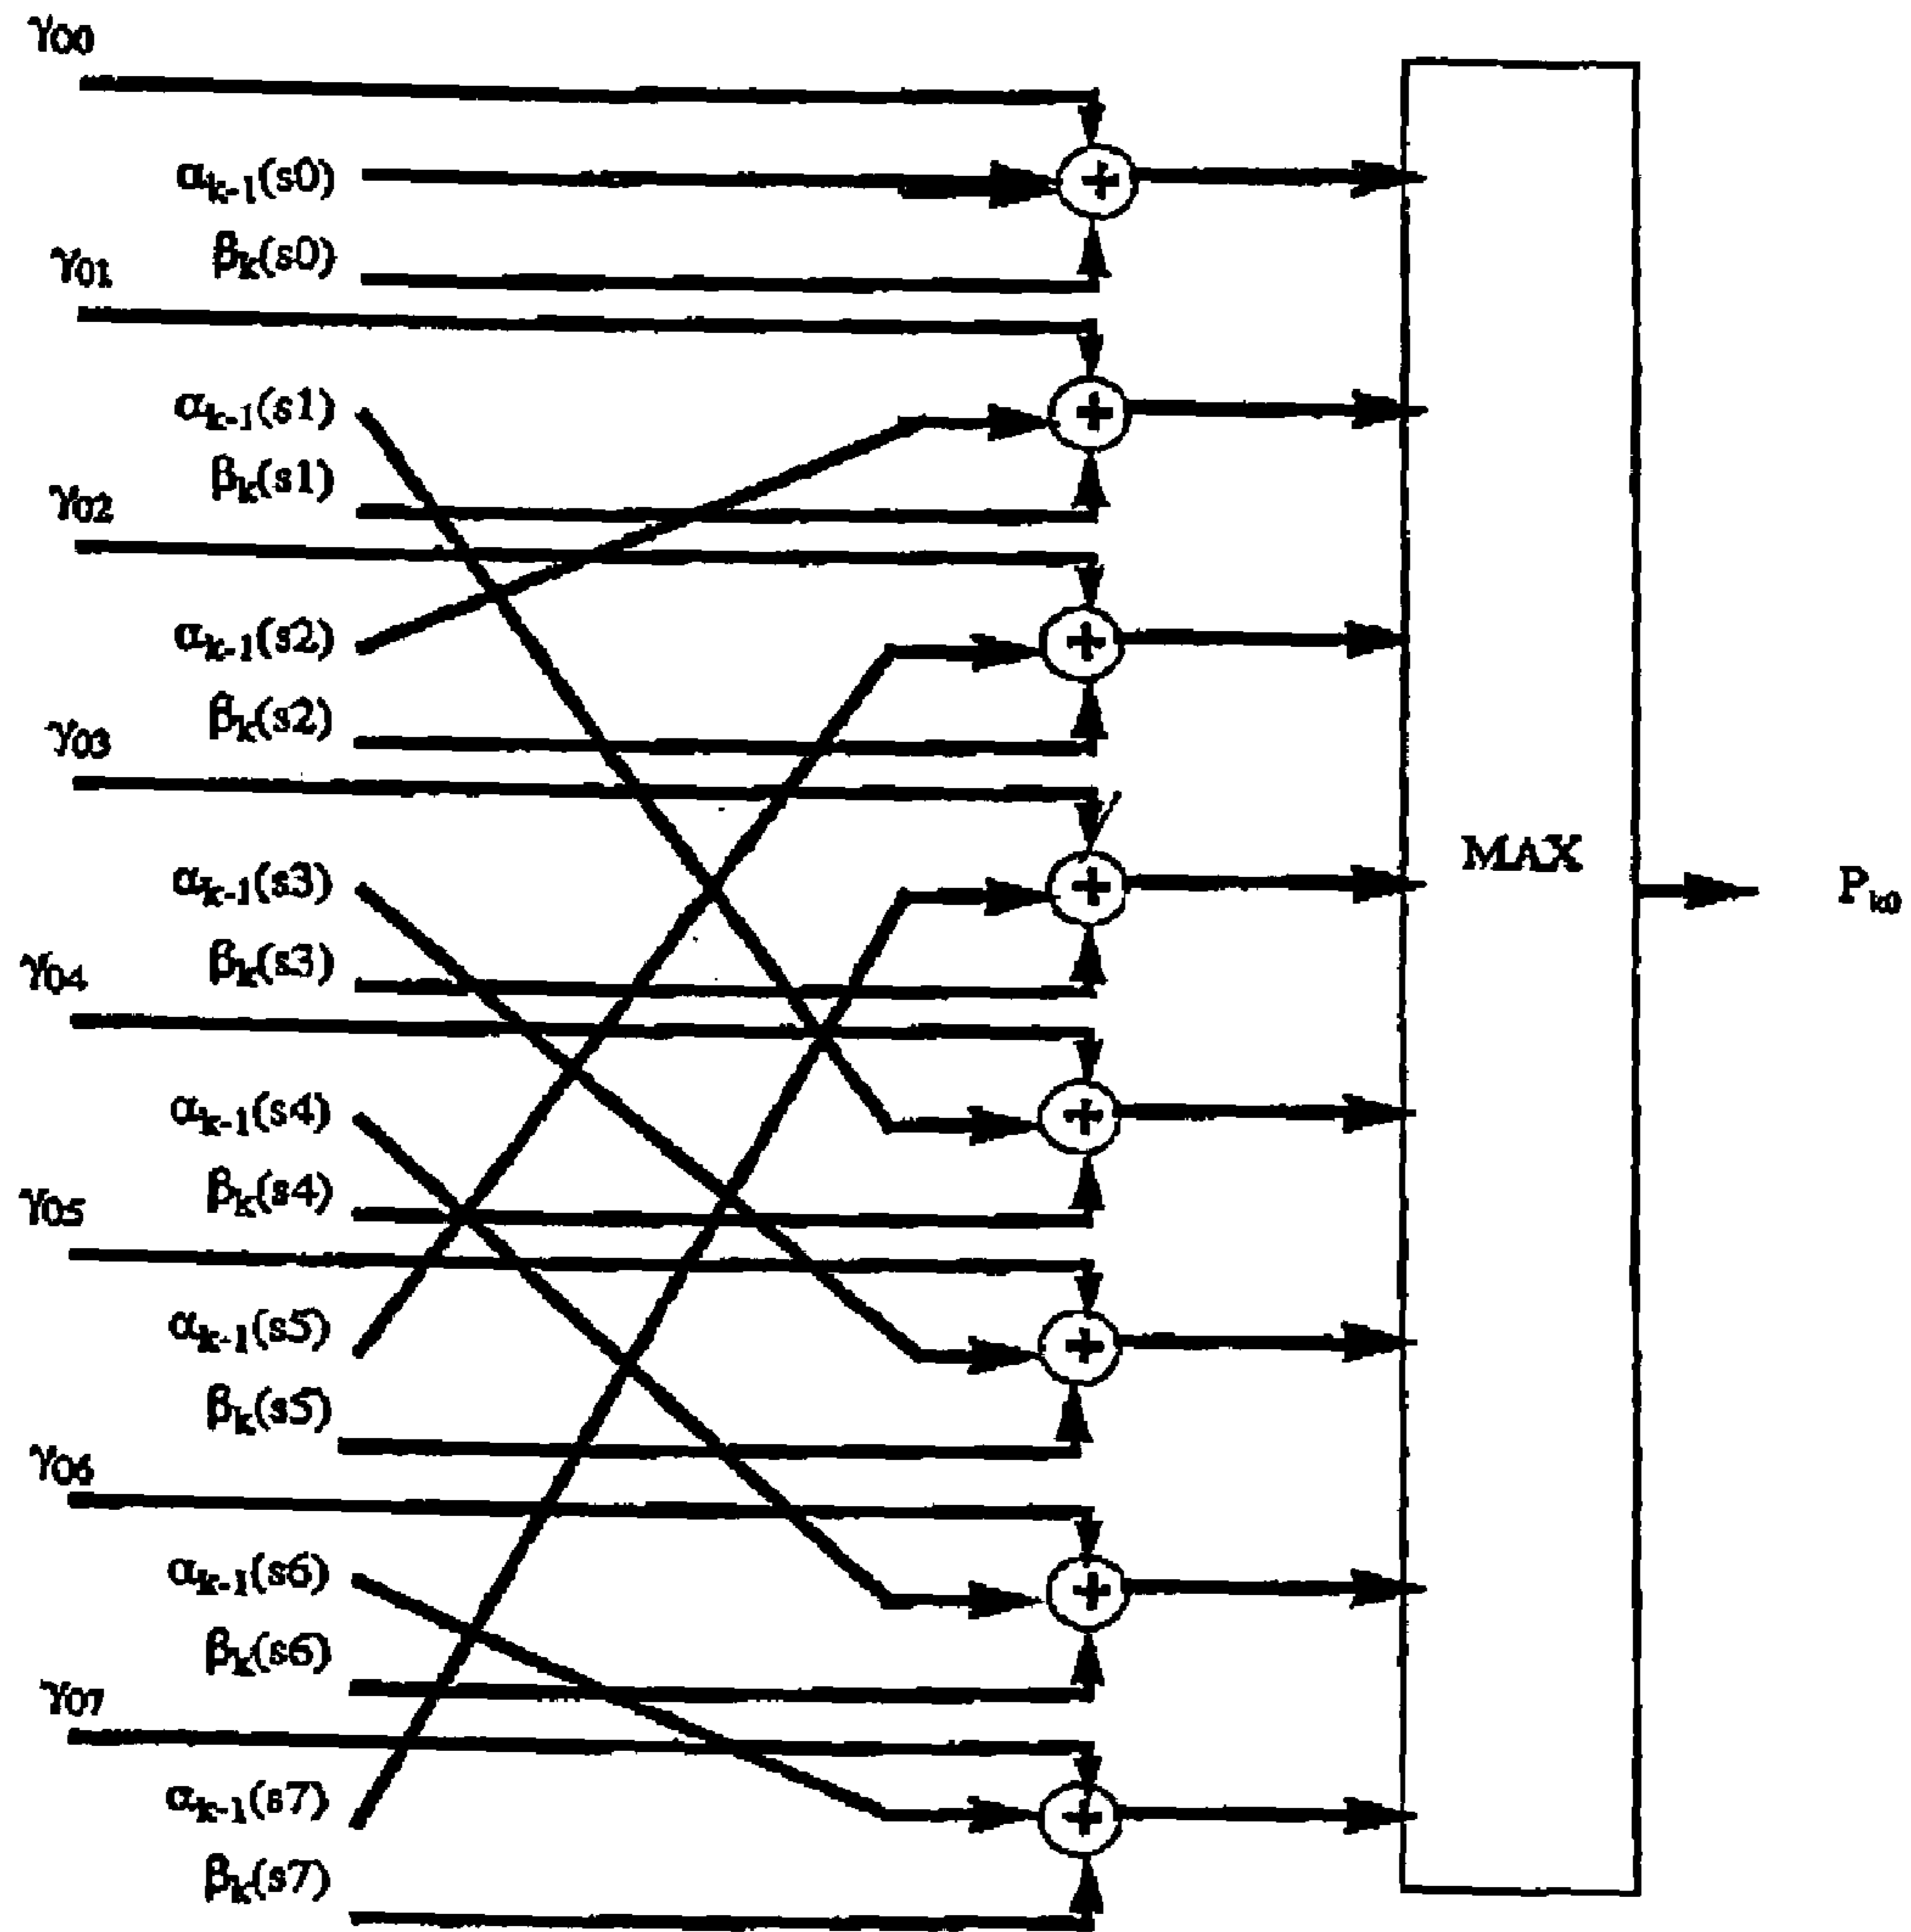 γ00
αk-1(s0)
βk(s0)
γ01
αk-1(s1)
βk(s1)
γ02
αk-1(s2)
βk(s2)
γ03
αk-1(s3)
βk(s3)
γ04
αk-1(s4)
βk(s4)
γ05
αk-1(s5)
βk(s5)
γ06
αk-1(s6)
βk(s6)
γ07
αk-1(s7)
βk(s7)
MAX
Pk0